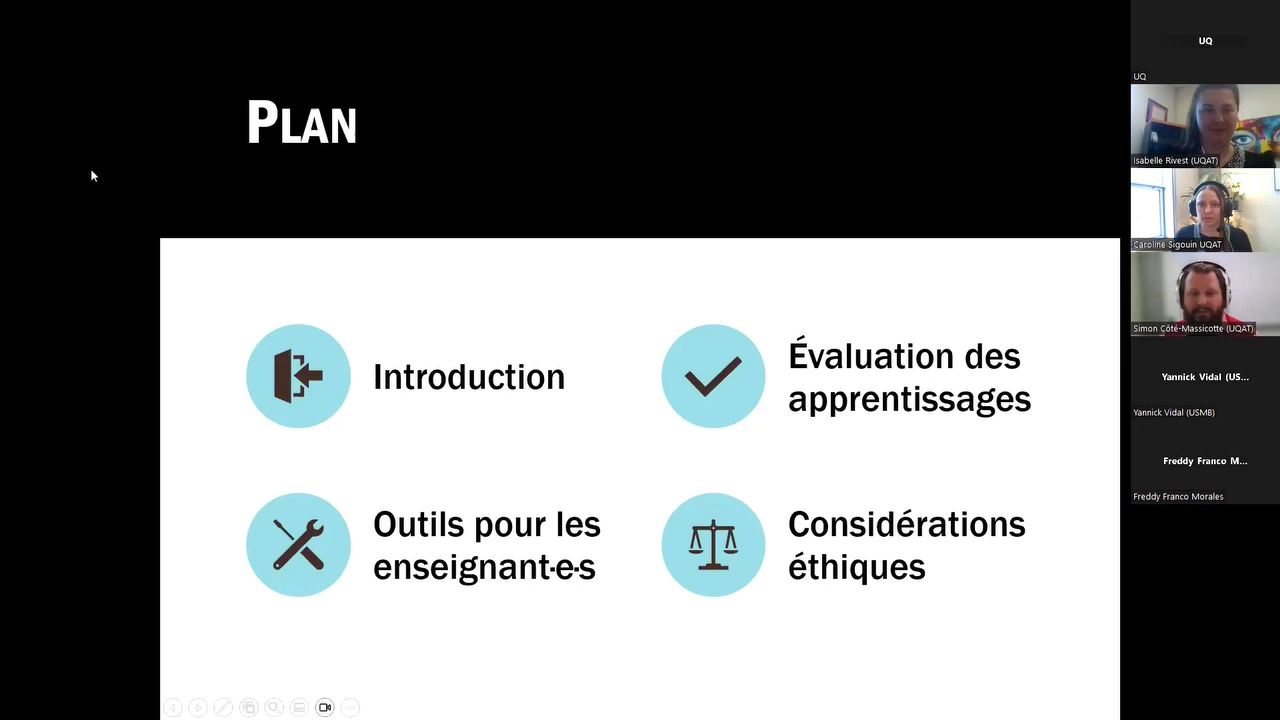 PLAN
Introduction
Évaluation des
apprentissages
Outils pour les
enseignant·e·s
Considérations
éthiques
UQ
UQ
Isabelle Rivest (UQAT)
Caroline Sigouin UQAT
Simon Côté-Massicotte (UQAT)
Yannick Vidal (US...
Yannick Vidal (USMB)
Freddy Franco M...
Freddy Franco Morales